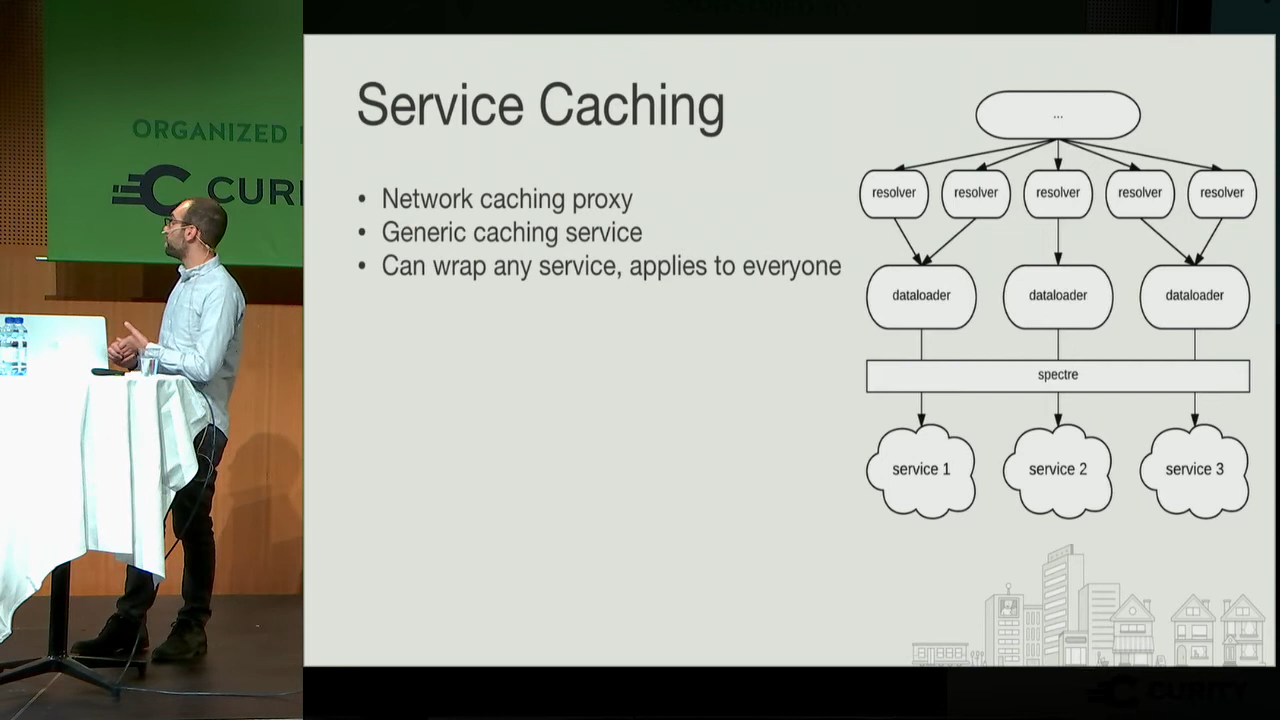 ORGANIZED
CURI
Service Caching
• Network caching proxy
• Generic caching service
• Can wrap any service, applies to everyone
...
resolver resolver resolver resolver resolver
dataloader dataloader dataloader
spectre
service 1 service 2 service 3
CURITY